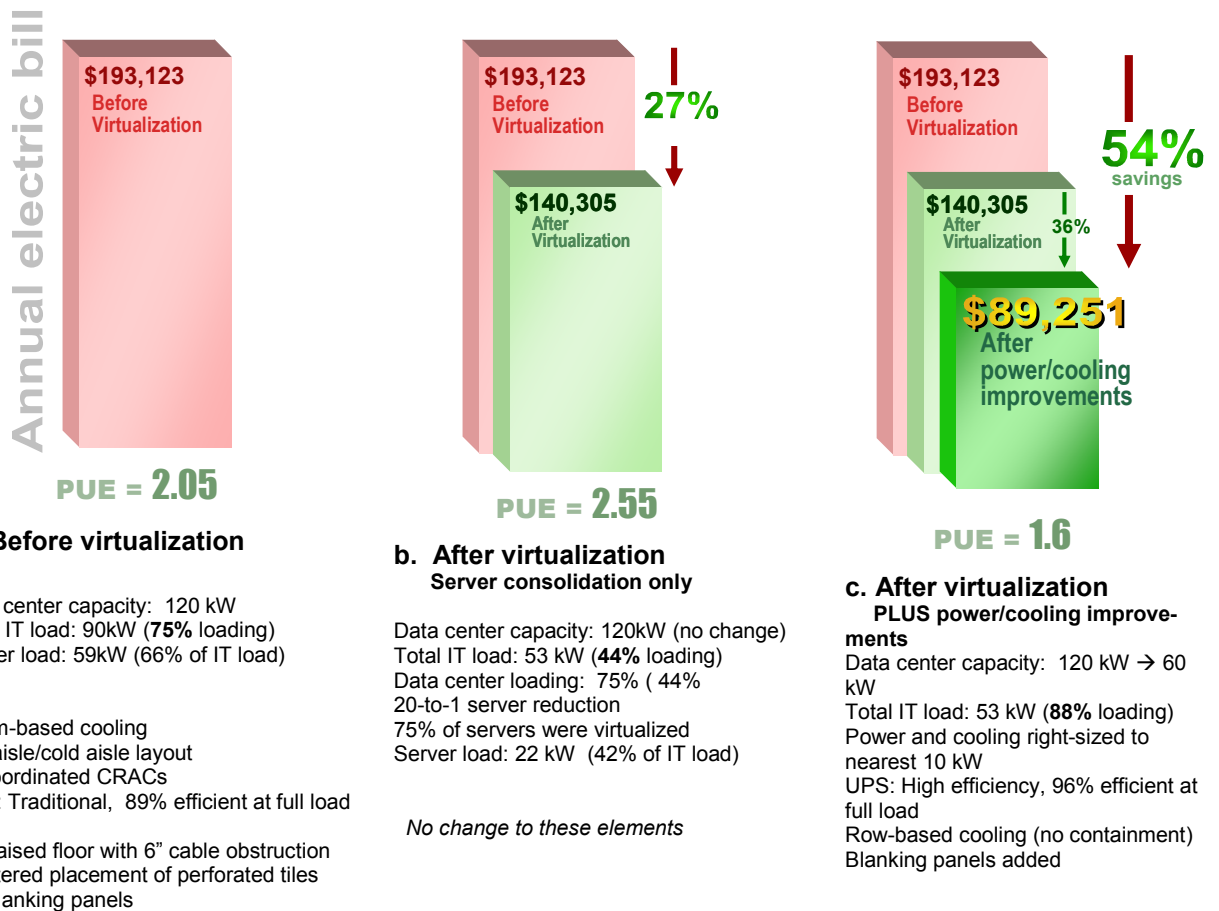 Annual electric bill
$193,123
Before
Virtualization
PUE = 2.05
Before virtualization
center capacity: 120 kW
IT load: 90kW (75% loading)
er load: 59kW (66% of IT load)
m-based cooling
aisle/cold aisle layout
oordinated CRACs
: Traditional, 89% efficient at full load
aised floor with 6” cable obstruction
tered placement of perforated tiles
lanking panels
$193,123
Before
Virtualization
27%
$140,305
After
Virtualization
PUE = 2.55
b. After virtualization
Server consolidation only
Data center capacity: 120kW (no change)
Total IT load: 53 kW (44% loading)
Data center loading: 75% ( 44%
20-to-1 server reduction
75% of servers were virtualized
Server load: 22 kW (42% of IT load)
No change to these elements
$193,123
Before
Virtualization
54%
savings
$140,305
After
Virtualization
36%
$89,251
After
power/cooling
improvements
PUE = 1.6
c. After virtualization
PLUS power/cooling improve-
ments
Data center capacity: 120 kW → 60
kW
Total IT load: 53 kW (88% loading)
Power and cooling right-sized to
nearest 10 kW
UPS: High efficiency, 96% efficient at
full load
Row-based cooling (no containment)
Blanking panels added